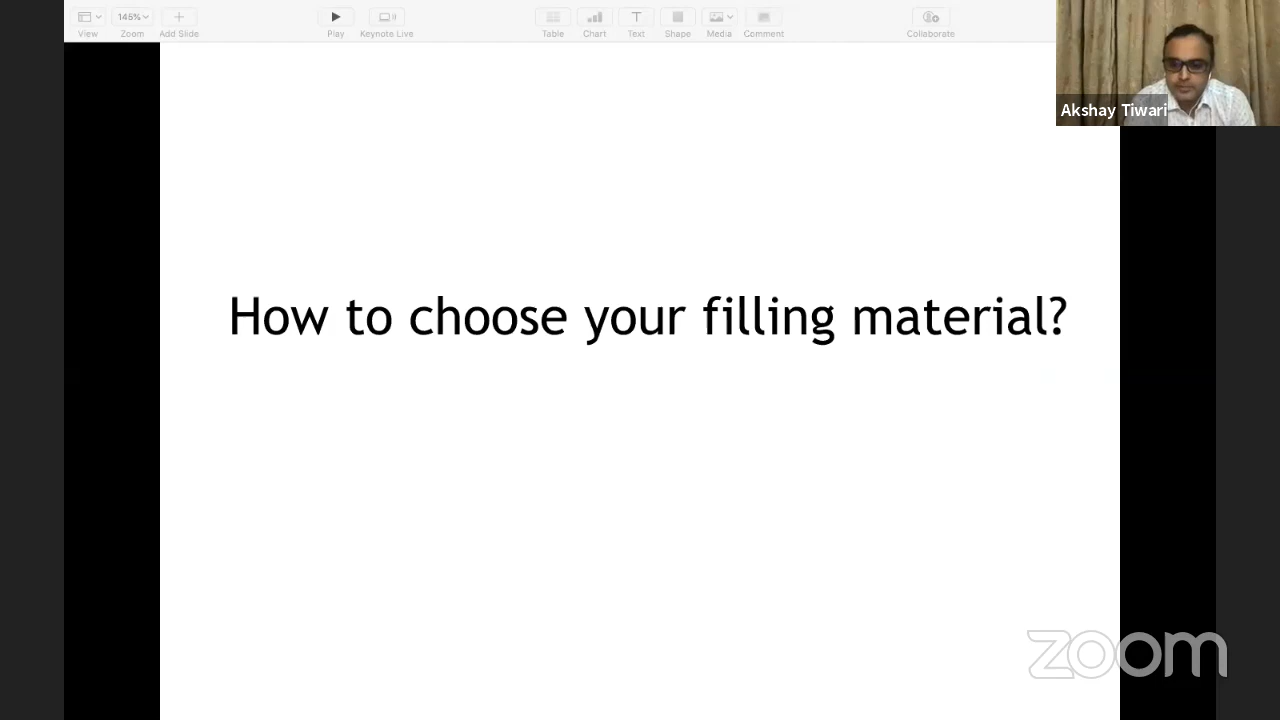 145%
View
Zoom
Add Slide
Play
Keynote Live
Table
Chart
Text
Shape
Media
Comment
Collaborate
Akshay Tiwari
How to choose your filling material?
zoom